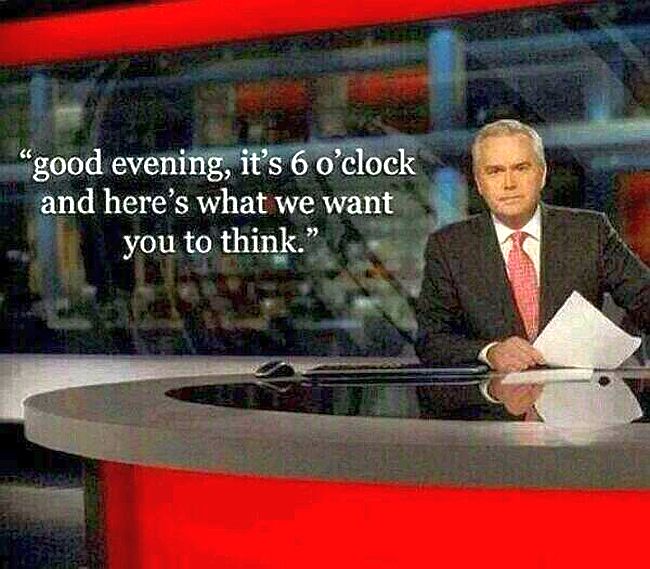 “good evening, it’s 6 o’clock
and here’s what we want
you to think.”